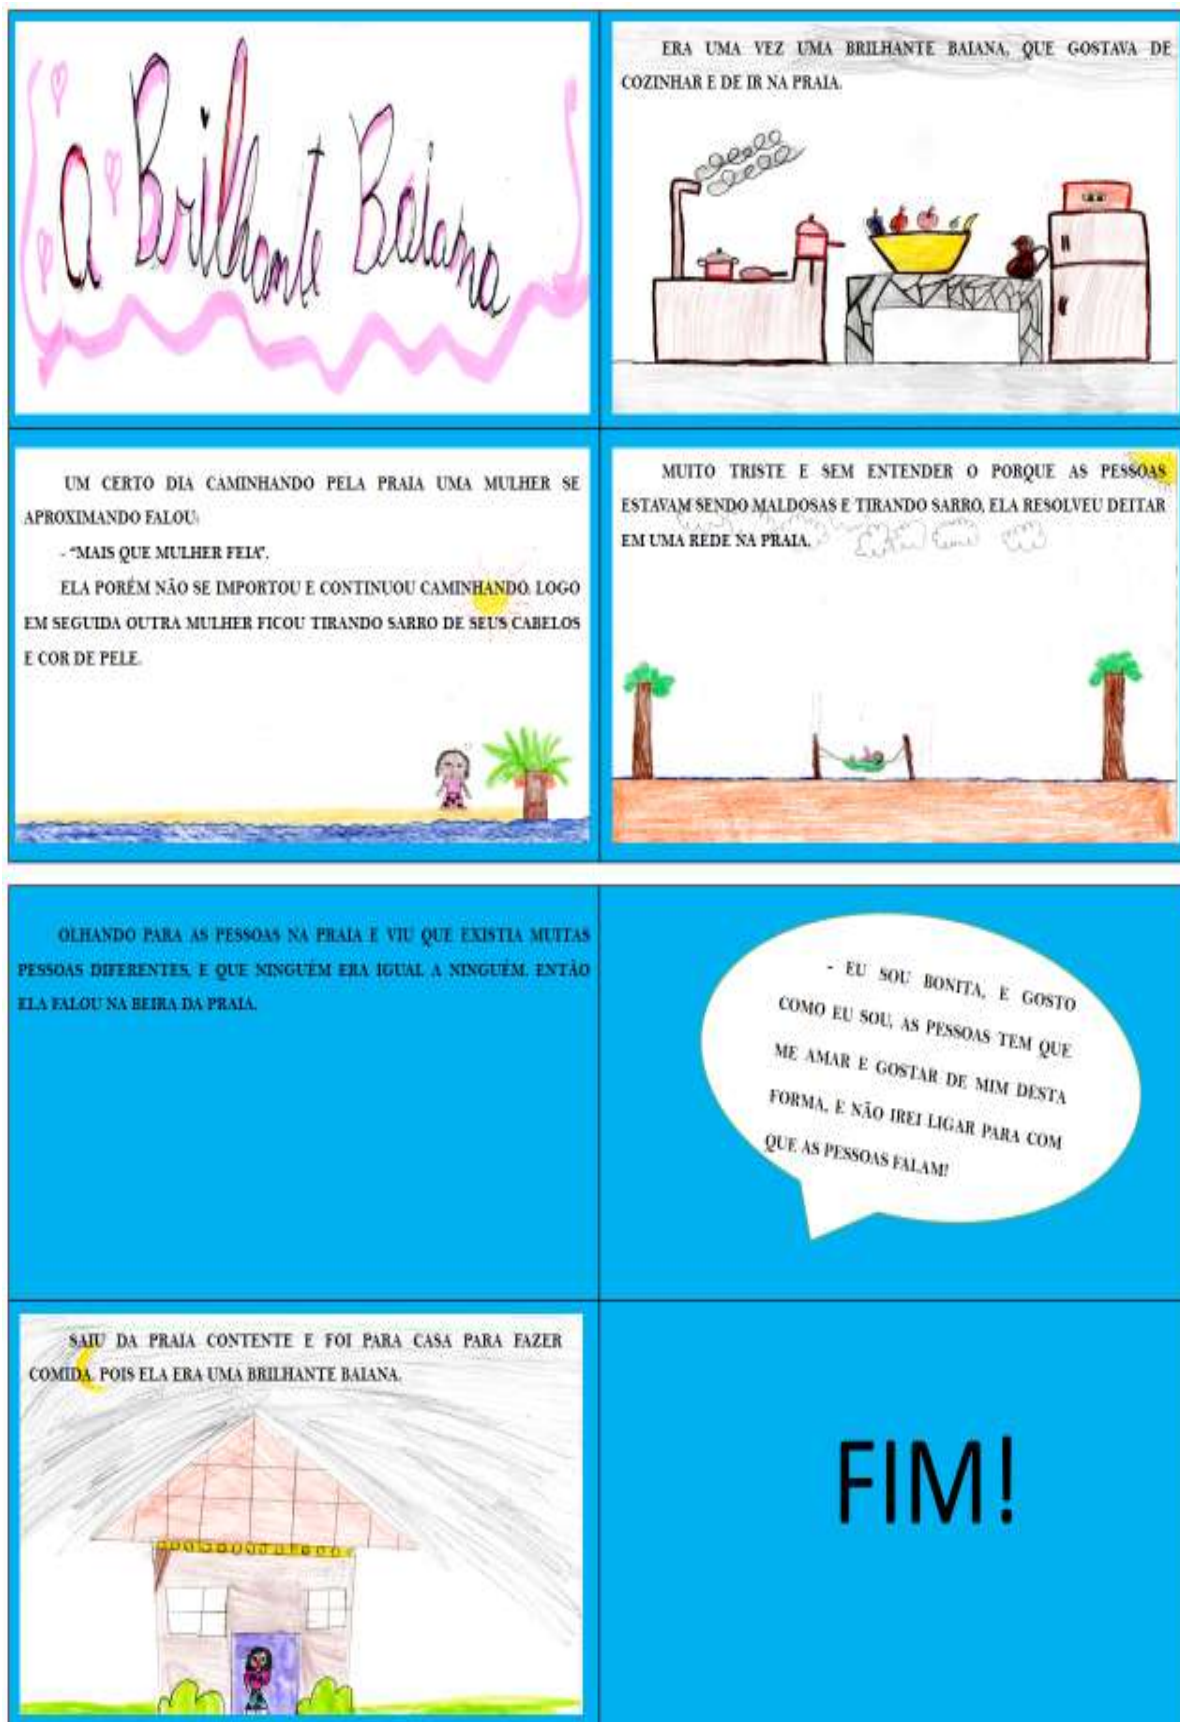 a Brilhante Baiana
ERA UMA VEZ UMA BRILHANTE BAIANA, QUE GOSTAVA DE
COZINHAR E DE IR NA PRAIA.
UM CERTO DIA CAMINHANDO PELA PRAIA UMA MULHER SE
APROXIMANDO FALOU:
- “MAIS QUE MULHER FEIA”.
ELA PORÉM NÃO SE IMPORTOU E CONTINUOU CAMINHANDO. LOGO
EM SEGUIDA OUTRA MULHER FICOU TIRANDO SARRO DE SEUS CABELOS
E COR DE PELE.
MUITO TRISTE E SEM ENTENDER O PORQUE AS PESSOAS
ESTAVAM SENDO MALDOSAS E TIRANDO SARRO, ELA RESOLVEU DEITAR
EM UMA REDE NA PRAIA.
OLHANDO PARA AS PESSOAS NA PRAIA E VIU QUE EXISTIA MUITAS
PESSOAS DIFERENTES, E QUE NINGUÉM ERA IGUAL A NINGUÉM. ENTÃO
ELA FALOU NA BEIRA DA PRAIA.
- EU SOU BONITA, E GOSTO
COMO EU SOU, AS PESSOAS TEM QUE
ME AMAR E GOSTAR DE MIM DESTA
FORMA, E NÃO IREI LIGAR PARA COM
QUE AS PESSOAS FALAM!
SAIU DA PRAIA CONTENTE E FOI PARA CASA PARA FAZER
COMIDA, POIS ELA ERA UMA BRILHANTE BAIANA.
FIM!